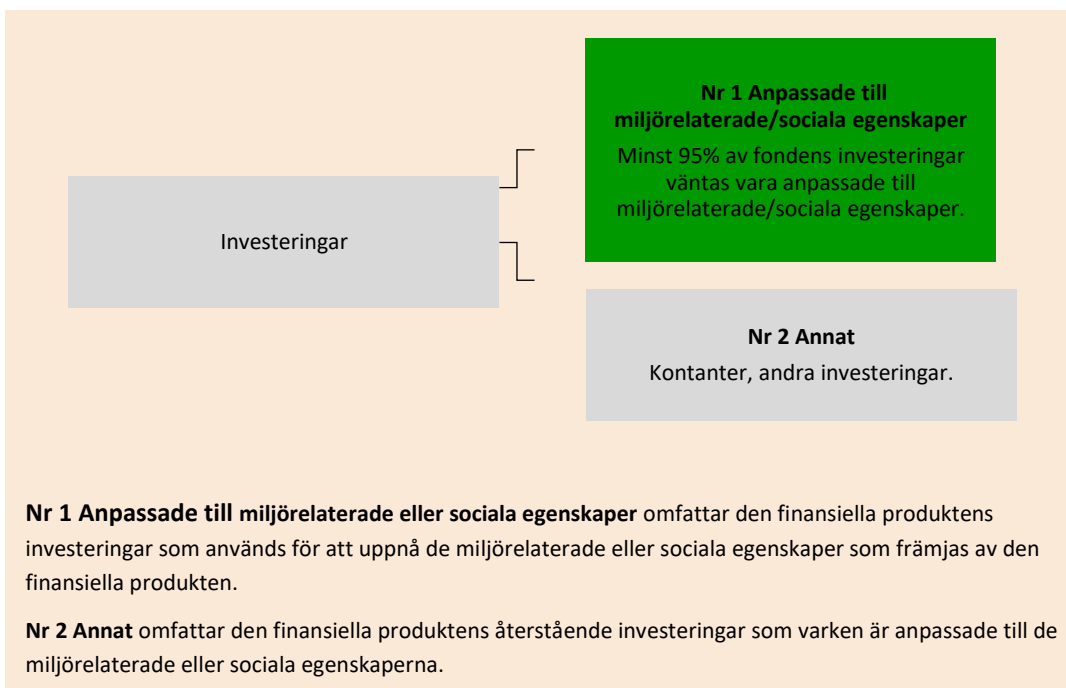 Nr 1 Anpassade till
miljörelaterade/sociala egenskaper
Minst 95% av fondens investeringar
väntas vara anpassade till
miljörelaterade/sociala egenskaper.
Investeringar
Nr 2 Annat
Kontanter, andra investeringar.
Nr 1 Anpassade till miljörelaterade eller sociala egenskaper omfattar den finansiella produktens
investeringar som används för att uppnå de miljörelaterade eller sociala egenskaper som främjas av den
finansiella produkten.
Nr 2 Annat omfattar den finansiella produktens återstående investeringar som varken är anpassade till de
miljörelaterade eller sociala egenskaperna.